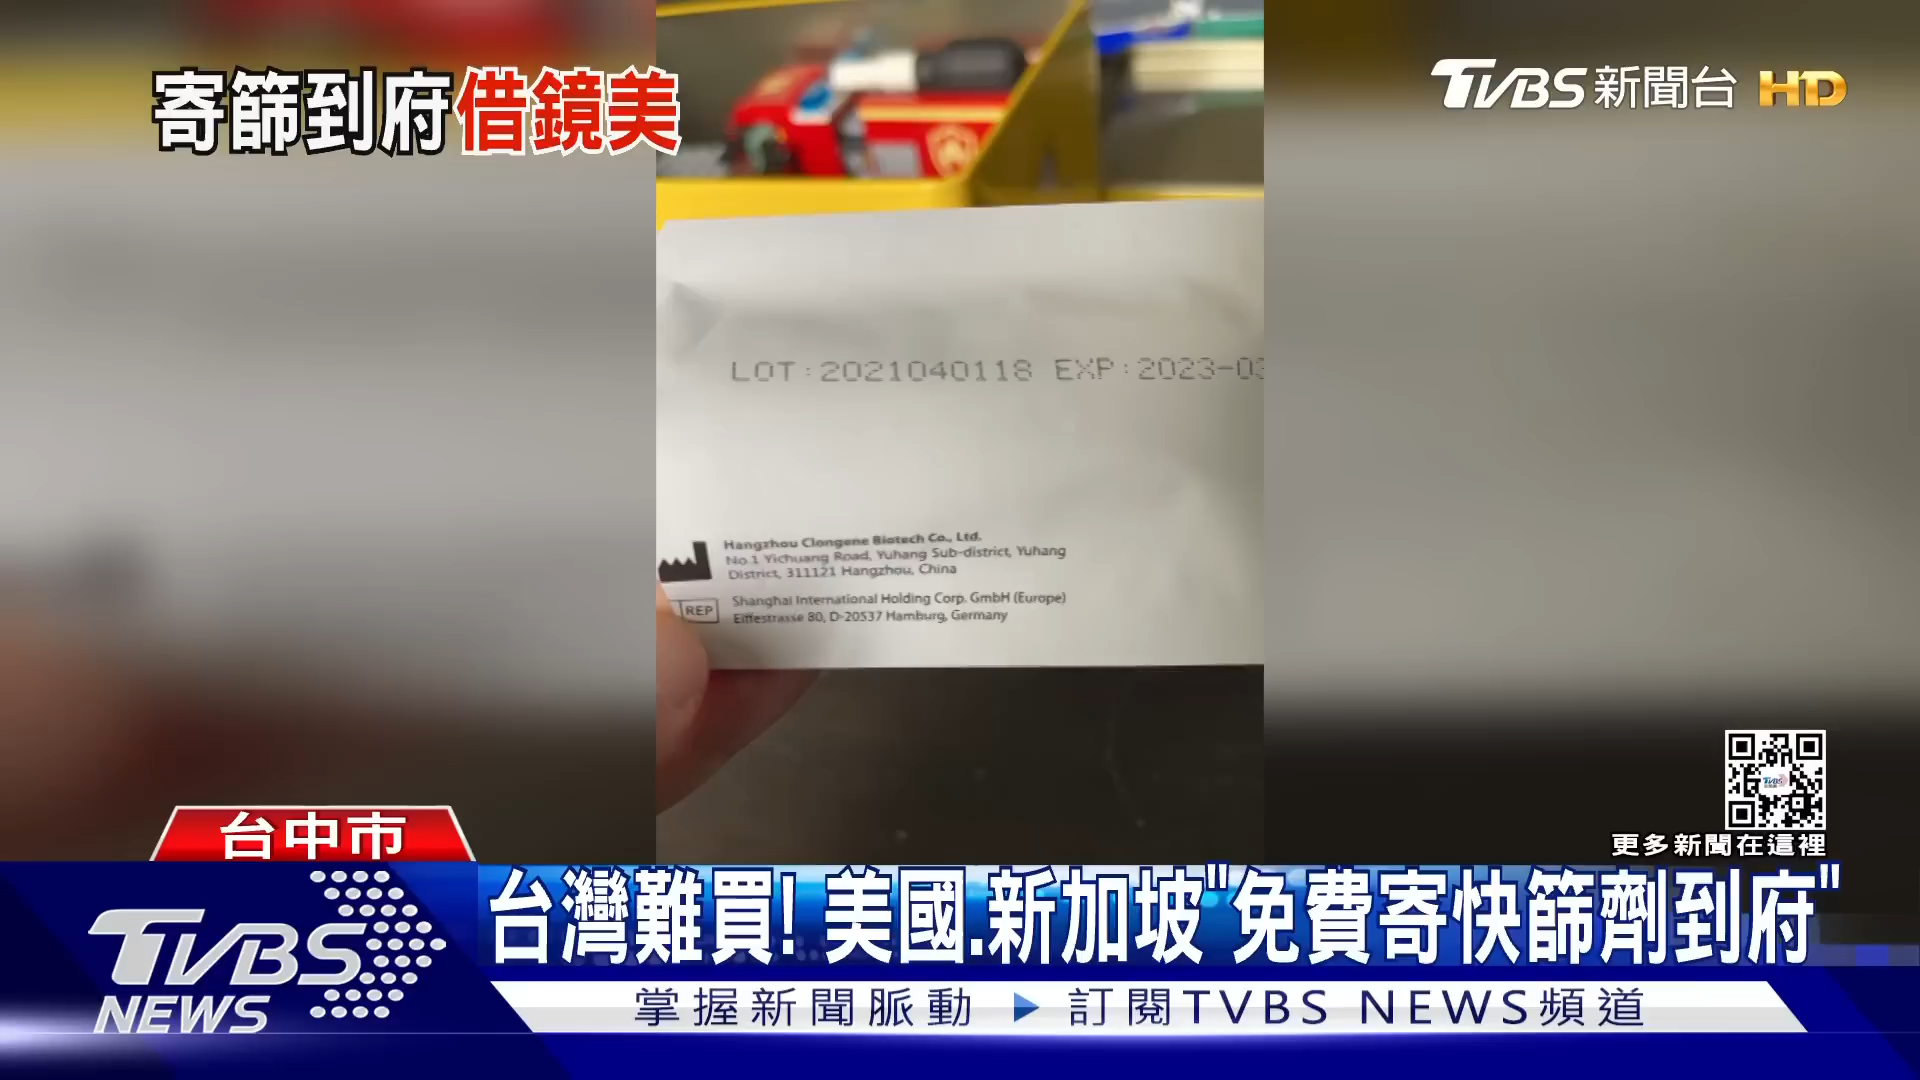 寄篩到府借鏡美
TVBS新聞台 HD
LOT:2021040118 EXP:2023-03
Hangzhou Clongene Biotech Co., Ltd.
No.1 Yichuang Road, Yuhang Sub-district, Yuhang
District, 311121 Hangzhou, China
REP
Shanghai International Holding Corp. GmbH (Europe)
Eiffestrasse 80, D-20537 Hamburg, Germany
TVBS
更多新聞在這裡
台中市
台灣難買! 美國.新加坡"免費寄快篩劑到府"
TVBS
NEWS
掌握新聞脈動 ▶ 訂閱TVBS NEWS頻道